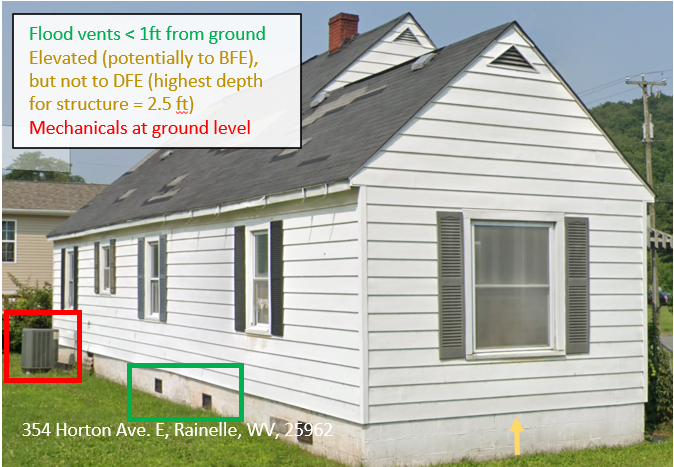 Flood vents < 1ft from ground
Elevated (potentially to BFE),
but not to DFE (highest depth
for structure = 2.5 ft)
Mechanicals at ground level
354 Horton Ave. E, Rainelle, WV, 25962